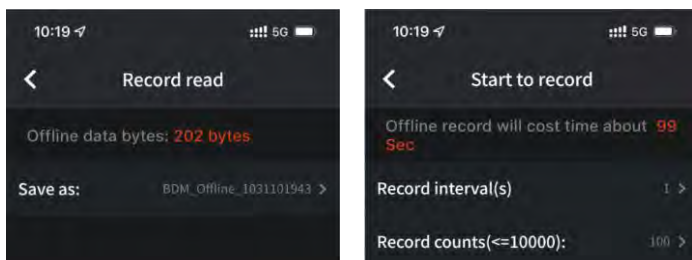 10:19 5G
Record read
Offline data bytes: 202 bytes
Save as: BDM_Offline_1031101943 >
10:19 5G
Start to record
Offline record will cost time about 99
Sec
Record interval(s) 1 >
Record counts(<=10000): 100 >